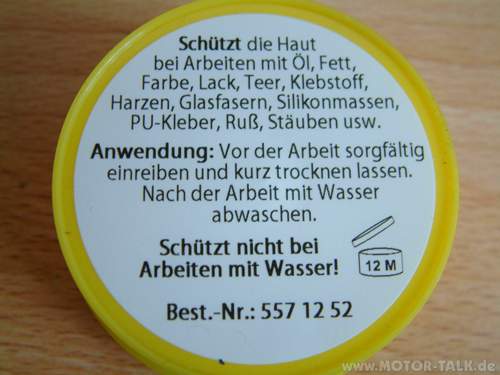 Schützt die Haut
bei Arbeiten mit Öl, Fett,
Farbe, Lack, Teer, Klebstoff,
Harzen, Glasfasern, Silikonmassen,
PU-Kleber, Ruß, Stäuben usw.
Anwendung: Vor der Arbeit sorgfältig
einreiben und kurz trocknen lassen.
Nach der Arbeit mit Wasser
abwaschen.
Schützt nicht bei
Arbeiten mit Wasser!
12 M
Best.-Nr.: 557 12 52
www.MOTOR-TALK.de